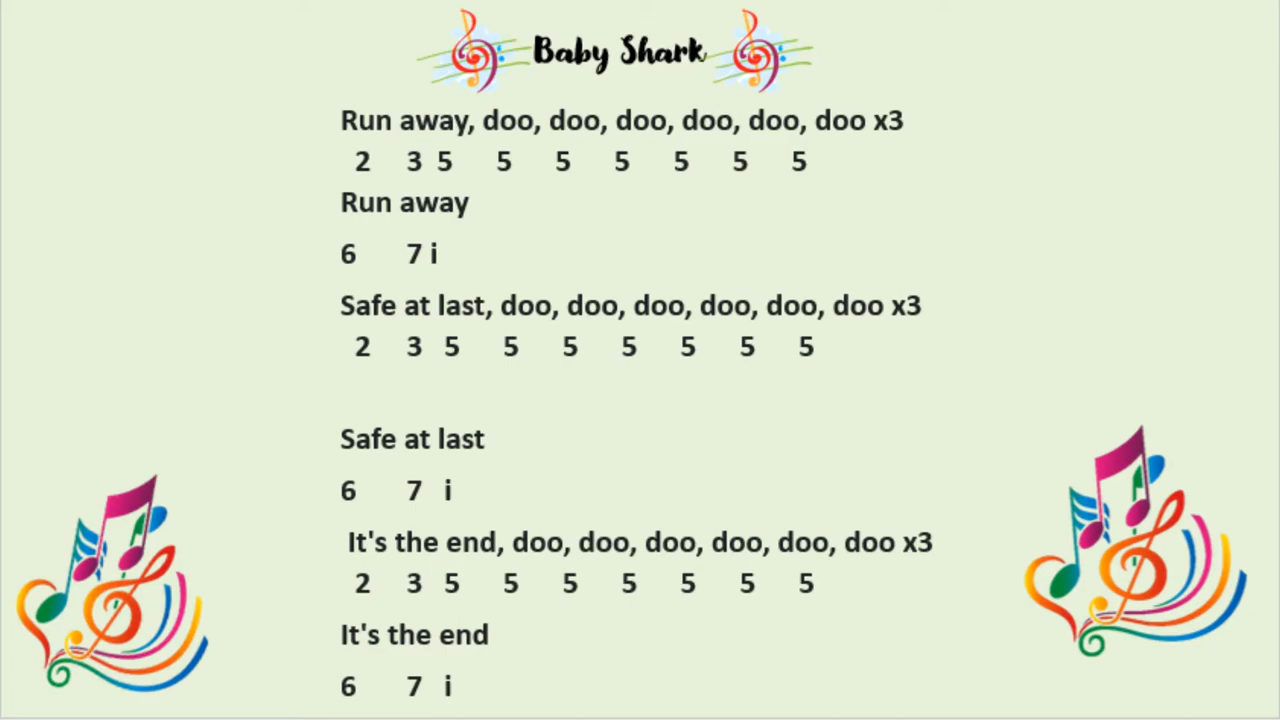 Baby Shark
Run away, doo, doo, doo, doo, doo, doo x3
2 3 5 5 5 5 5 5 5
Run away
6 7 i
Safe at last, doo, doo, doo, doo, doo, doo x3
2 3 5 5 5 5 5 5 5
Safe at last
6 7 i
It's the end, doo, doo, doo, doo, doo, doo x3
2 3 5 5 5 5 5 5 5
It's the end
6 7 i